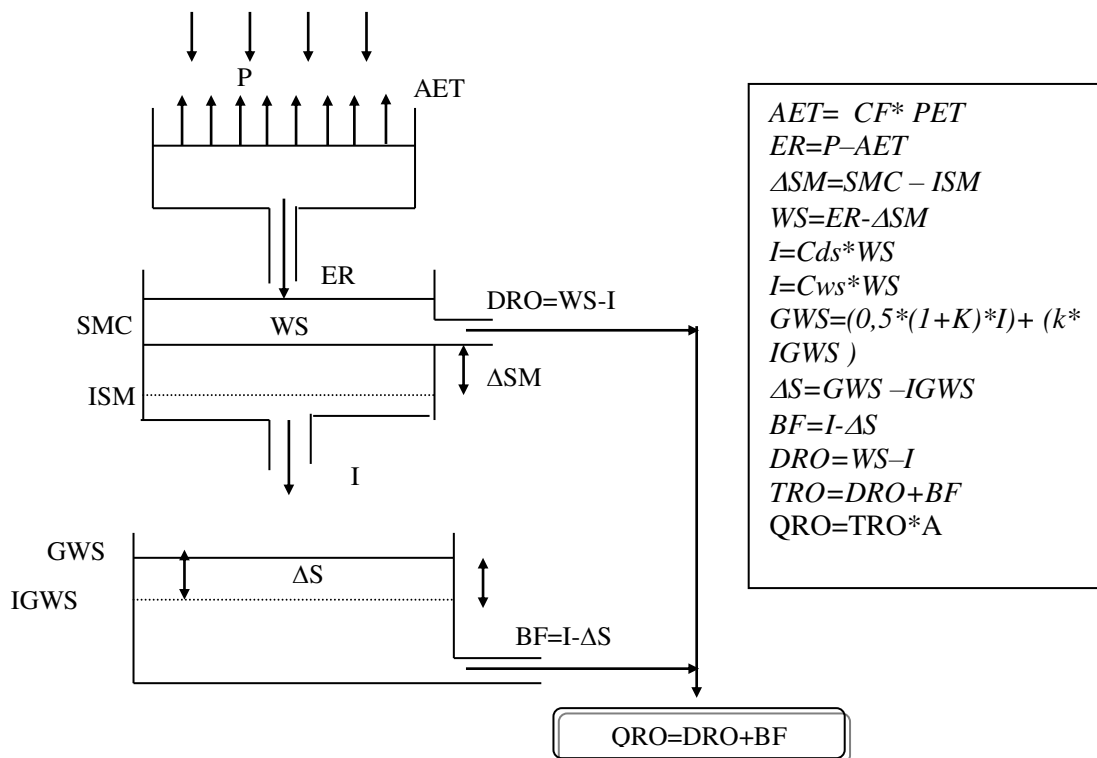 P
AET
ER
SMC
WS
DRO=WS-I
ISM
ΔSM
I
GWS
ΔS
IGWS
BF=I-ΔS
QRO=DRO+BF
AET= CF* PET
ER=P–AET
ΔSM=SMC – ISM
WS=ER-ΔSM
I=Cds*WS
I=Cws*WS
GWS=(0,5*(1+K)*I)+ (k*
IGWS )
ΔS=GWS –IGWS
BF=I-ΔS
DRO=WS–I
TRO=DRO+BF
QRO=TRO*A